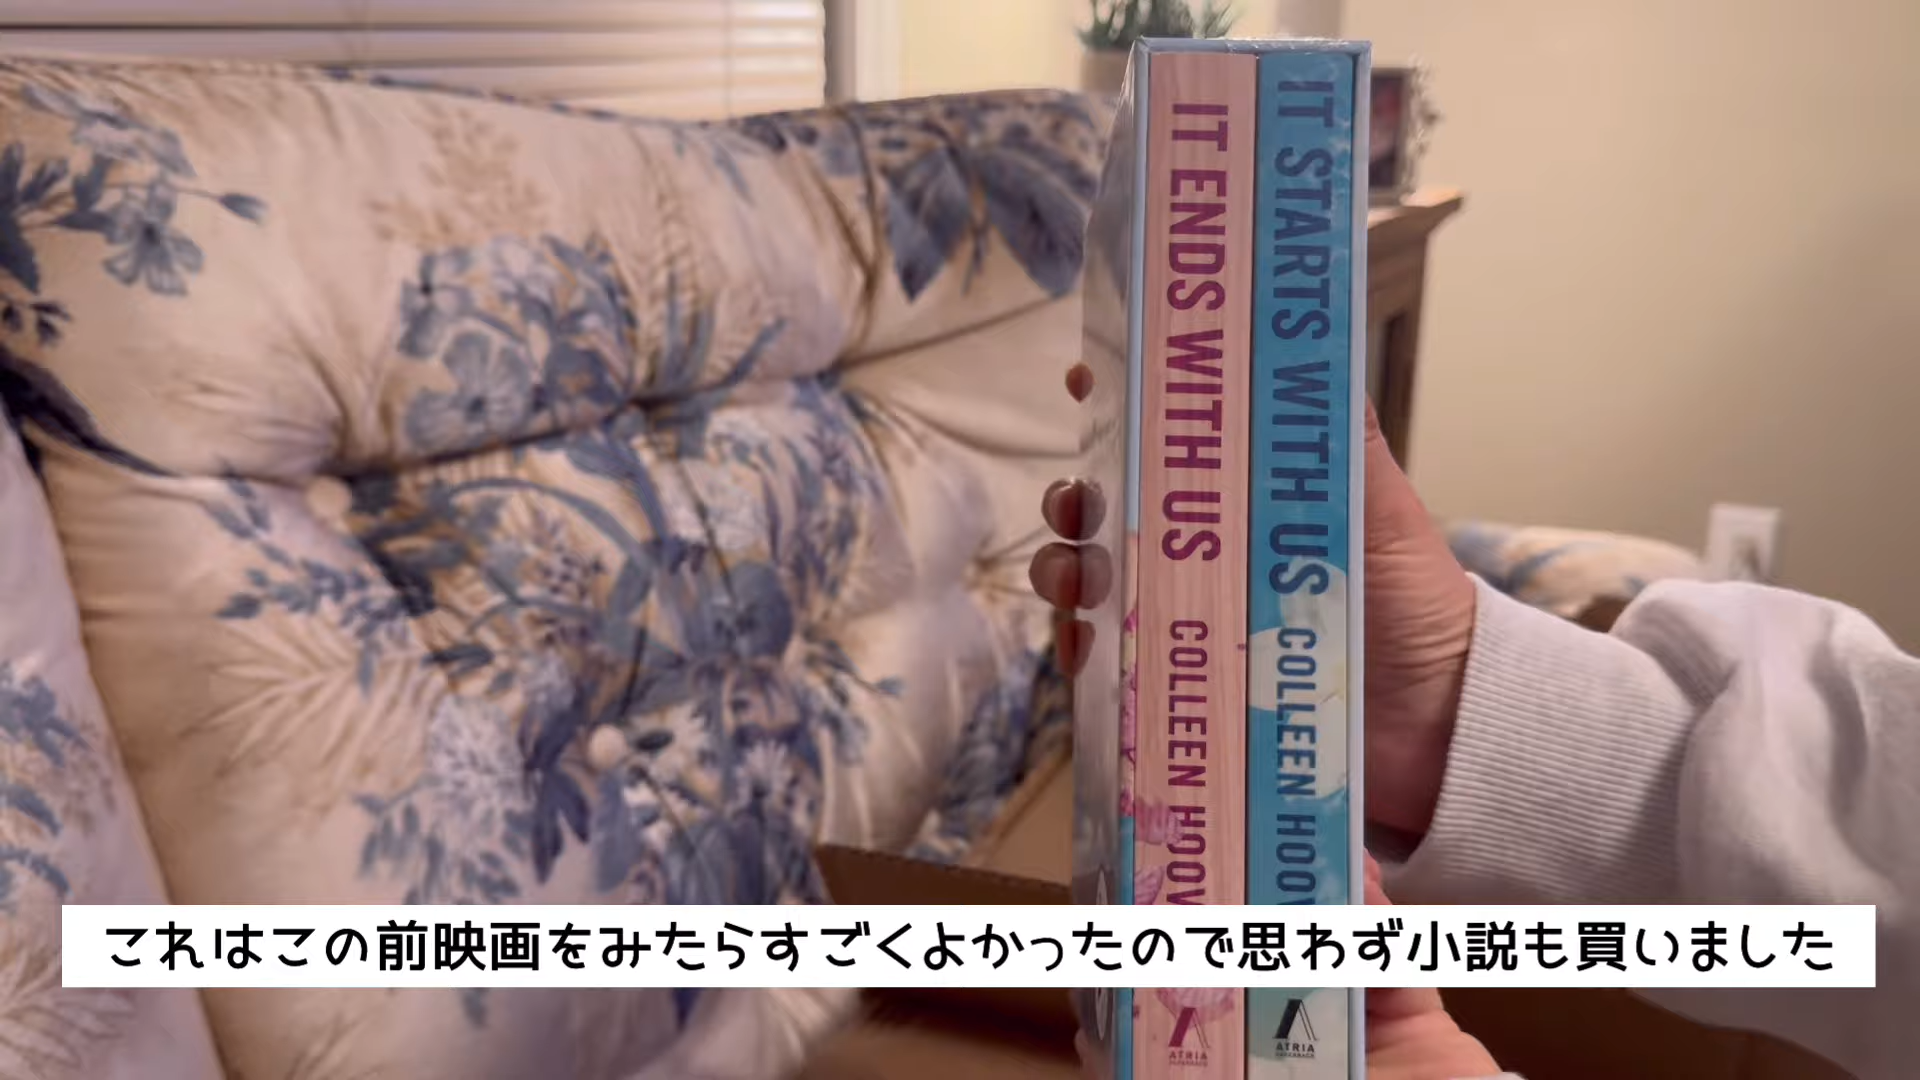 IT ENDS WITH US COLLEEN HOOV
IT STARTS WITH US COLLEEN HOOV
これはこの前映画をみたらすごくよかったので思わず小説も買いました
ATRIA
ATRIA